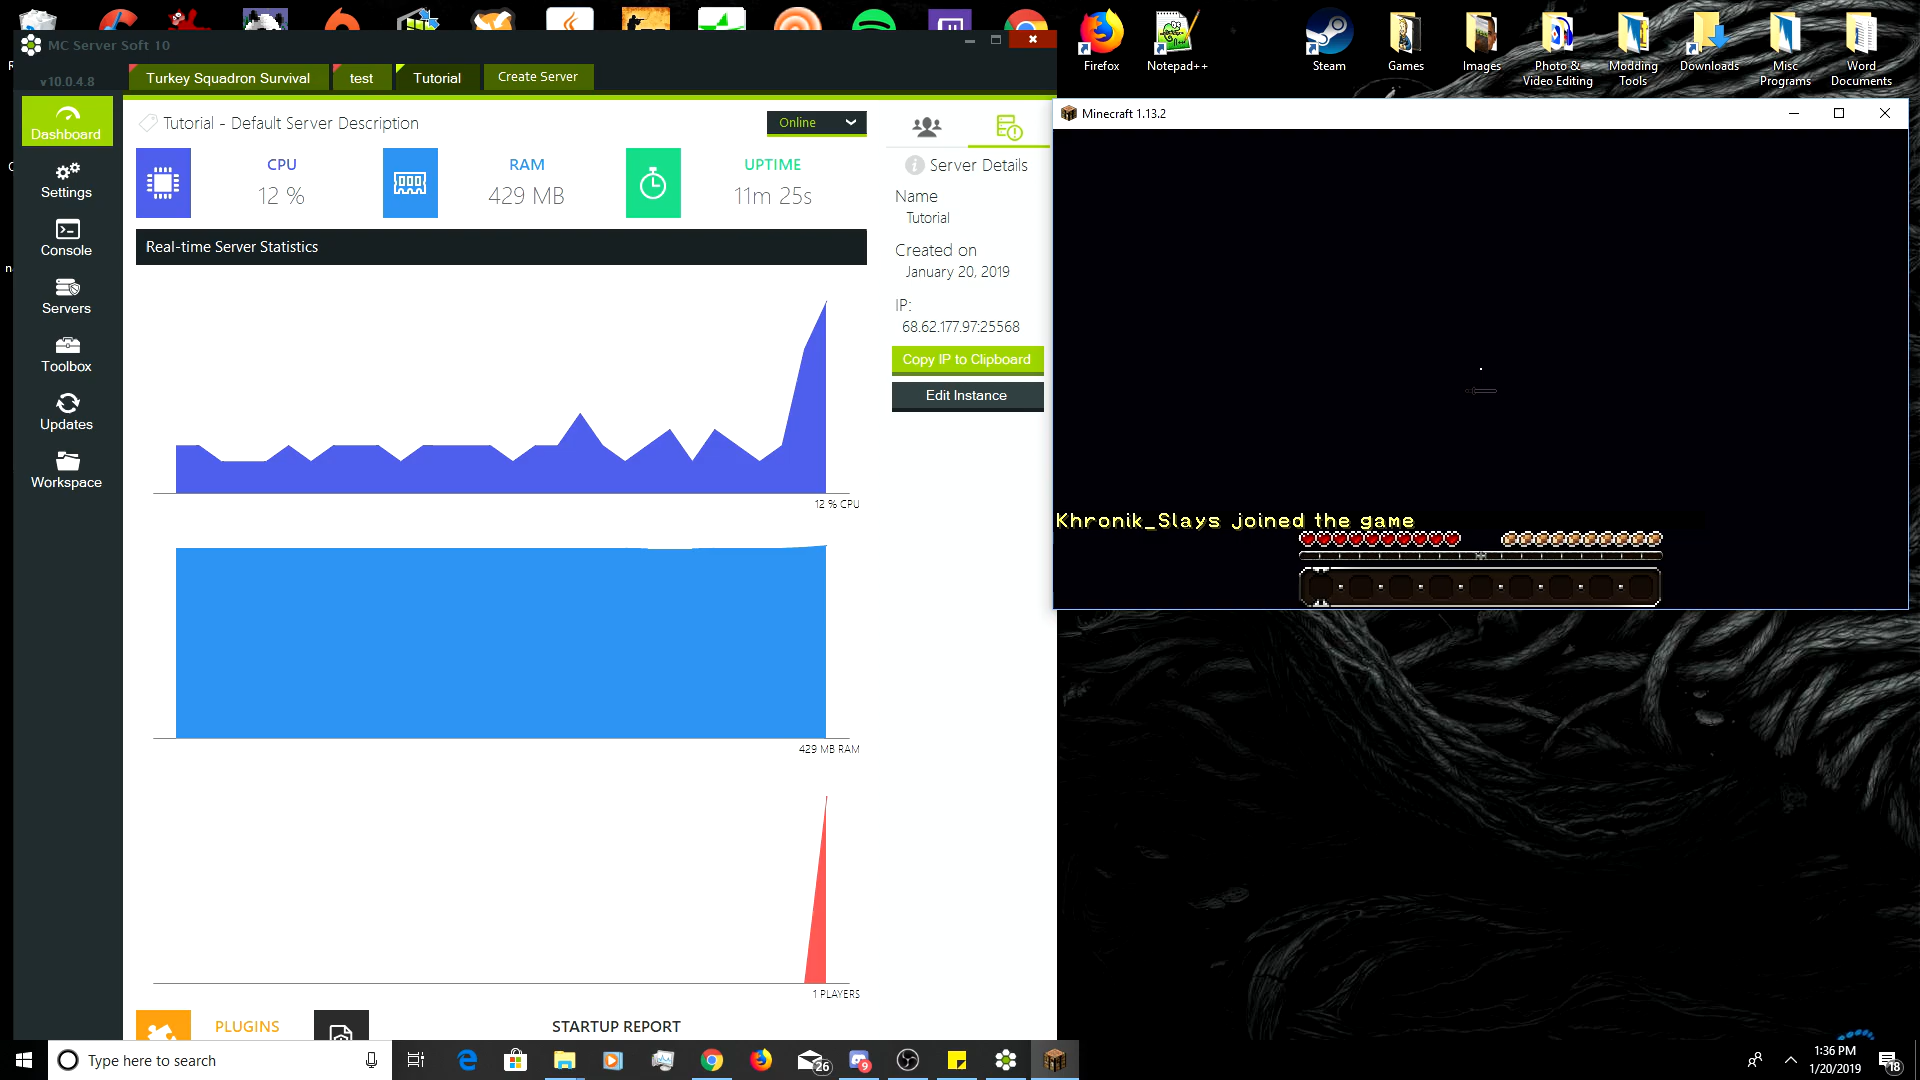 MC Server Soft 10
v10.0.4.8
Turkey Squadron Survival
test
Tutorial
Create Server
Dashboard
Settings
Console
Servers
Toolbox
Updates
Workspace
Tutorial - Default Server Description
Online
CPU
12 %
RAM
429 MB
UPTIME
11m 25s
Real-time Server Statistics
12 % CPU
429 MB RAM
1 PLAYERS
PLUGINS
STARTUP REPORT
Server Details
Name
Tutorial
Created on
January 20, 2019
IP:
68.62.177.97:25568
Copy IP to Clipboard
Edit Instance
Firefox
Notepad++
Steam
Games
Images
Photo &
Video Editing
Modding
Tools
Downloads
Misc
Programs
Word
Documents
Minecraft 1.13.2
Khronik_Slays joined the game
Type here to search
26
9
1:36 PM
1/20/2019
18